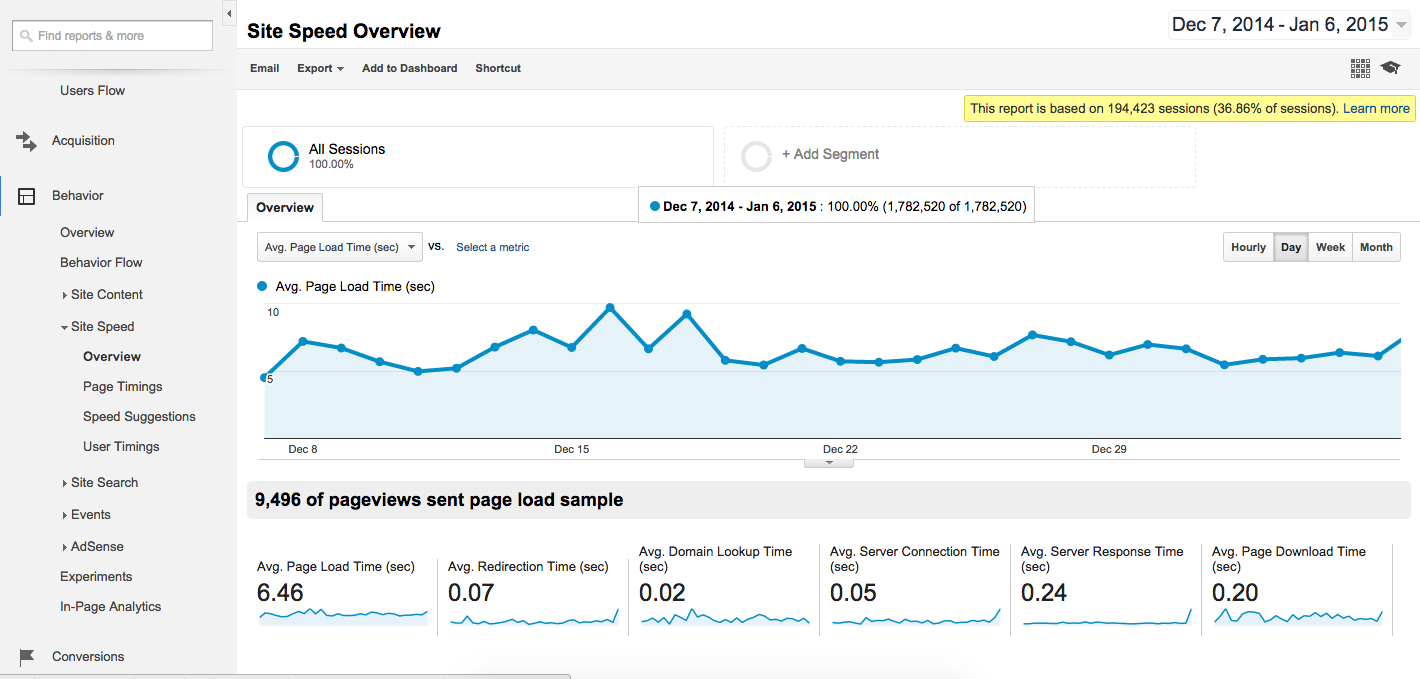 Find reports & more
Users Flow
Acquisition
Behavior
Overview
Behavior Flow
Site Content
Site Speed
Overview
Page Timings
Speed Suggestions
User Timings
Site Search
Events
AdSense
Experiments
In-Page Analytics
Conversions
Site Speed Overview
Dec 7, 2014 - Jan 6, 2015
Email Export Add to Dashboard Shortcut
This report is based on 194,423 sessions (36.86% of sessions). Learn more
All Sessions
100.00%
+ Add Segment
Overview
Dec 7, 2014 - Jan 6, 2015 : 100.00% (1,782,520 of 1,782,520)
Avg. Page Load Time (sec) VS. Select a metric
Hourly Day Week Month
Avg. Page Load Time (sec)
10
5
Dec 8 Dec 15 Dec 22 Dec 29
9,496 of pageviews sent page load sample
Avg. Page Load Time (sec)
6.46
Avg. Redirection Time (sec)
0.07
Avg. Domain Lookup Time
(sec)
0.02
Avg. Server Connection Time
(sec)
0.05
Avg. Server Response Time
(sec)
0.24
Avg. Page Download Time
(sec)
0.20